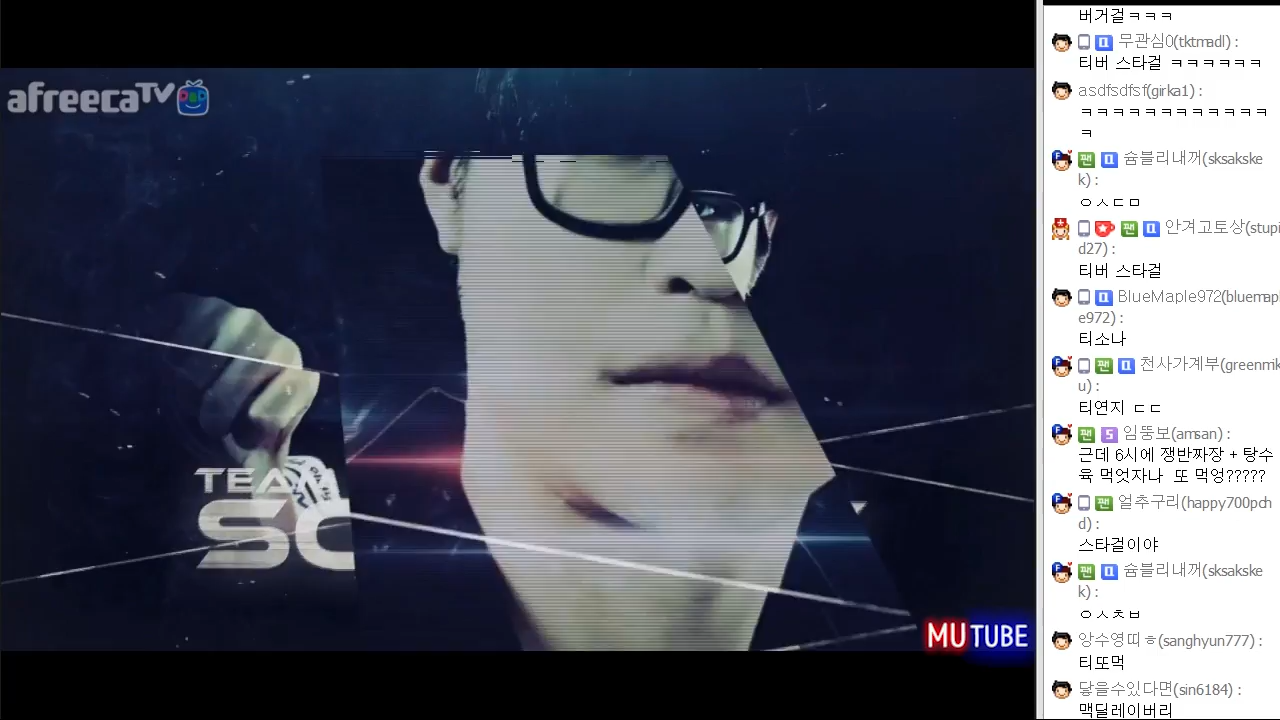 afreecaTV
TEAM
SC
MUTUBE
버거걸ㅋㅋㅋ
무관심0(tktmadl) :
티버 스타걸 ㅋㅋㅋㅋㅋㅋ
asdfsdfsf(girka1) :
ㅋㅋㅋㅋㅋㅋㅋㅋㅋㅋㅋㅋ
ㅋ
팬 슘블리내꺼(sksakske
k) :
ㅇㅅㄷㅁ
팬 안겨고토상(stupi
d27) :
티버 스타걸
BlueMaple972(bluemapl
e972) :
티소나
팬 천사가계부(greenmik
u) :
티연지 ㄷㄷ
팬 S 임뚱보(amsan) :
근데 6시에 쟁반짜장 + 탕수
육 먹엇자나 또 먹엉?????
팬 얼추구리(happy700pch
d) :
스타걸이야
팬 슘블리내꺼(sksakske
k) :
ㅇㅅㅊㅂ
앙수영띠ㅎ(sanghyun777) :
티또먹
닿을수있다면(sin6184) :
맥딜레이버리